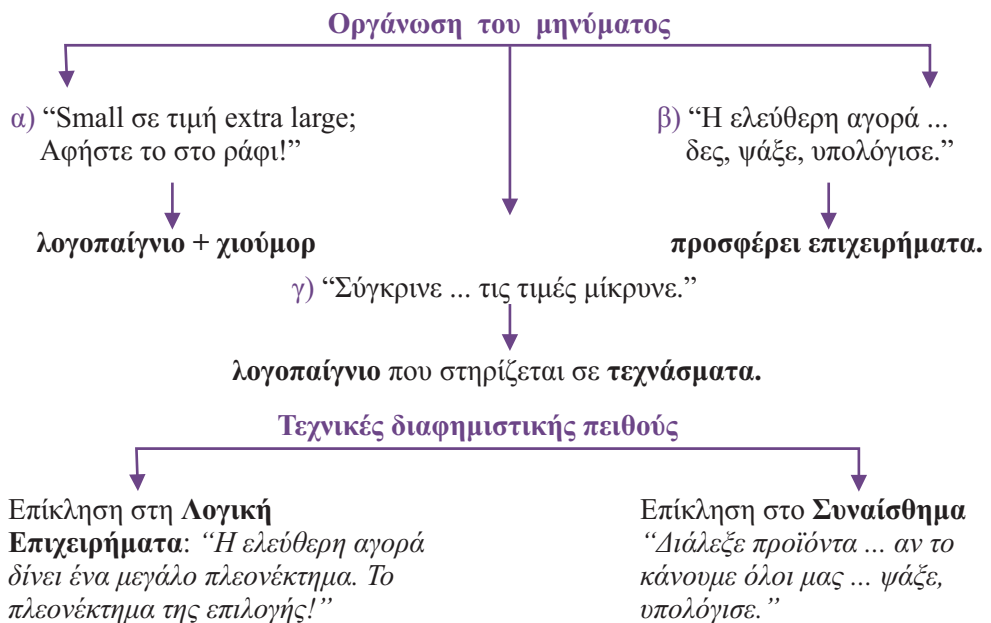 Οργάνωση του μηνύματος
α) “Small σε τιμή extra large;
Αφήστε το στο ράφι!”
λογοπαίγνιο + χιούμορ
β) “Η ελεύθερη αγορά ...
δες, ψάξε, υπολόγισε.”
προσφέρει επιχειρήματα.
γ) “Σύγκρινε ... τις τιμές μίκρυνε.”
λογοπαίγνιο που στηρίζεται σε τεχνάσματα.
Τεχνικές διαφημιστικής πειθούς
Επίκληση στη Λογική
Επιχειρήματα: “Η ελεύθερη αγορά
δίνει ένα μεγάλο πλεονέκτημα. Το
πλεονέκτημα της επιλογής!”
Επίκληση στο Συναίσθημα
“Διάλεξε προϊόντα ... αν το
κάνουμε όλοι μας ... ψάξε,
υπολόγισε.”